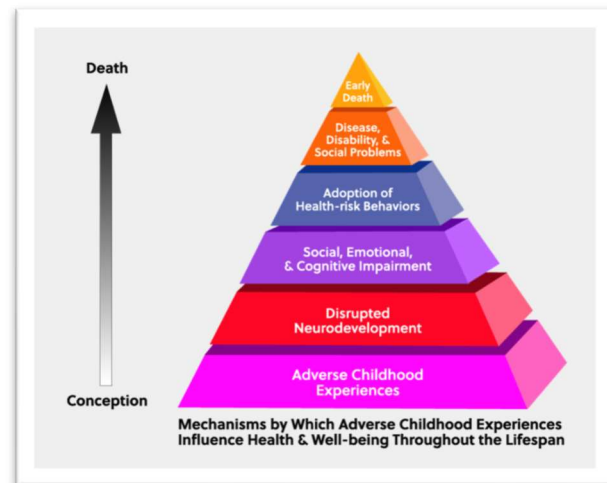 Death
Early
Death
Disease,
Disability, &
Social Problems
Adoption of
Health-risk Behaviors
Social, Emotional,
& Cognitive Impairment
Disrupted
Neurodevelopment
Adverse Childhood
Experiences
Conception
Mechanisms by Which Adverse Childhood Experiences
Influence Health & Well-being Throughout the Lifespan